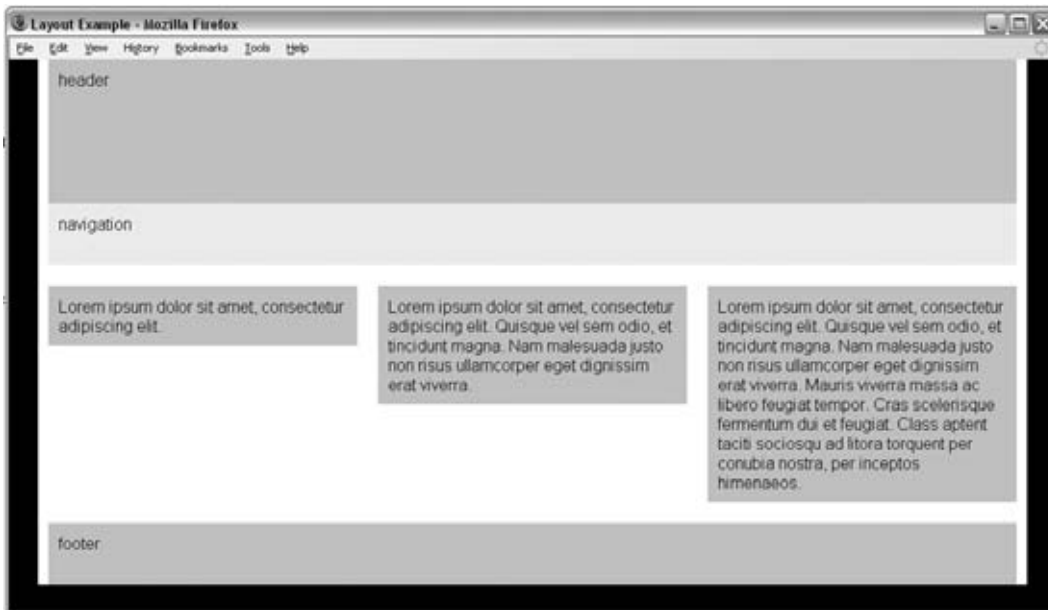 Layout Example - Mozilla Firefox
File Edit View History Bookmarks Tools Help
header
navigation
Lorem ipsum dolor sit amet, consectetur
adipiscing elit.
Lorem ipsum dolor sit amet, consectetur
adipiscing elit. Quisque vel sem odio, et
tincidunt magna. Nam malesuada justo
non risus ullamcorper eget dignissim
erat viverra.
Lorem ipsum dolor sit amet, consectetur
adipiscing elit. Quisque vel sem odio, et
tincidunt magna. Nam malesuada justo
non risus ullamcorper eget dignissim
erat viverra. Mauris viverra massa ac
libero feugiat tempor. Cras scelerisque
fermentum dui et feugiat. Class aptent
taciti sociosqu ad litora torquent per
conubia nostra, per inceptos
himenaeos.
footer